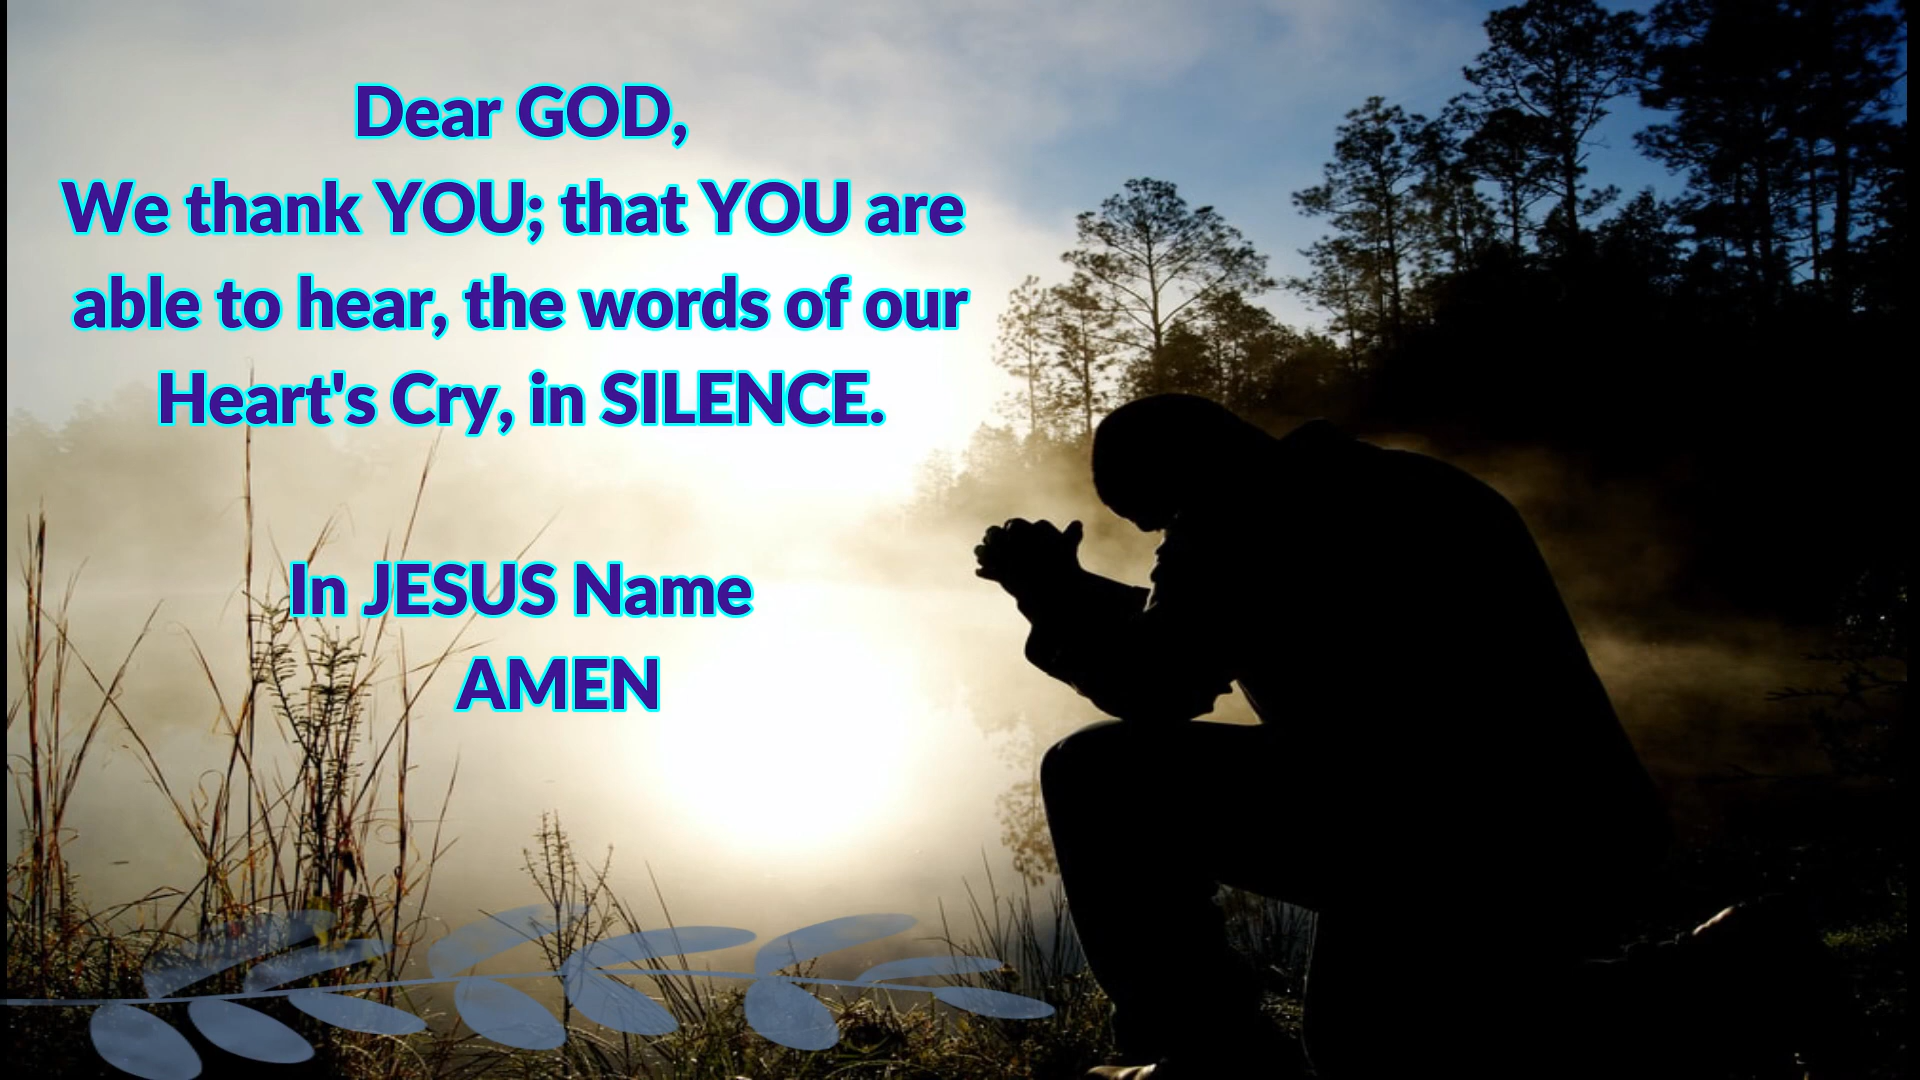 Dear GOD,
We thank YOU; that YOU are
able to hear, the words of our
Heart's Cry, in SILENCE.
In JESUS Name
AMEN